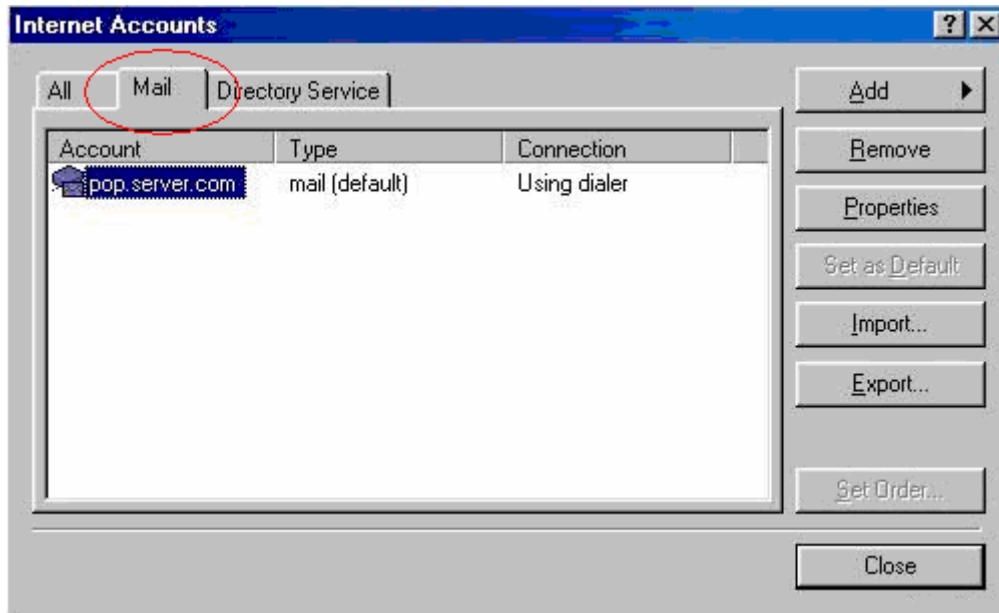 Internet Accounts
All Mail Directory Service
Account Type Connection
pop.server.com mail (default) Using dialer
Add
Remove
Properties
Set as Default
Import...
Export...
Set Order...
Close